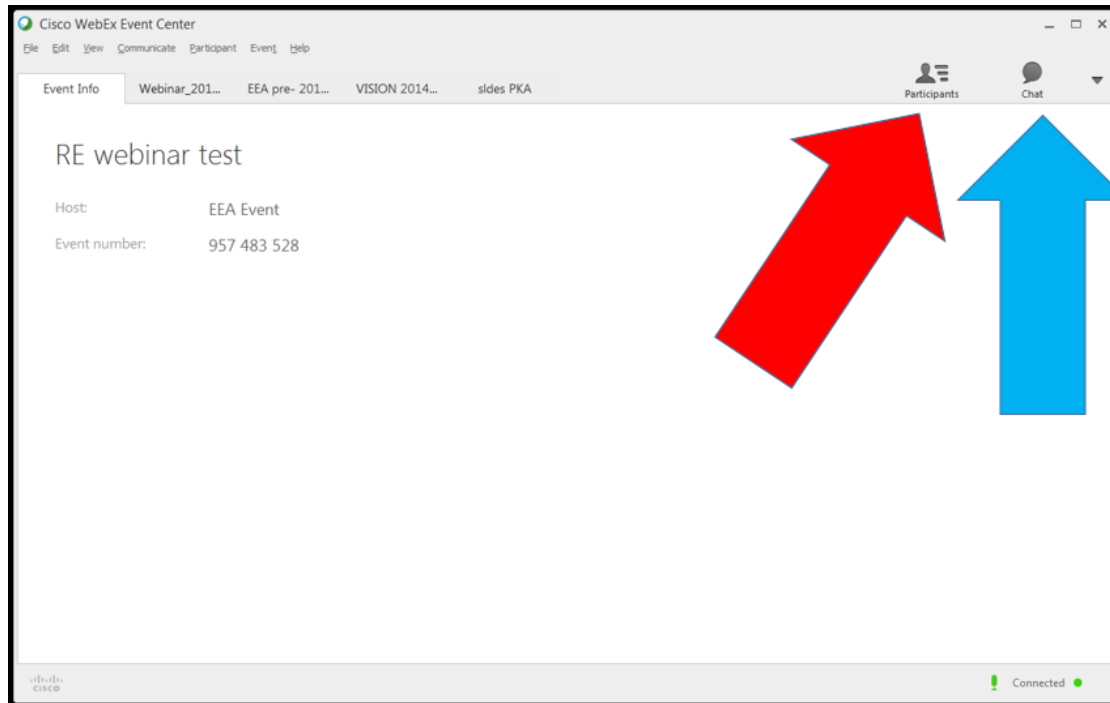 Cisco WebEx Event Center
File Edit View Communicate Participant Event Help
Event Info Webinar_201... EEA pre- 201... VISION 2014... sldes PKA
Participants Chat
RE webinar test
Host: EEA Event
Event number: 957 483 528
CISCO Connected